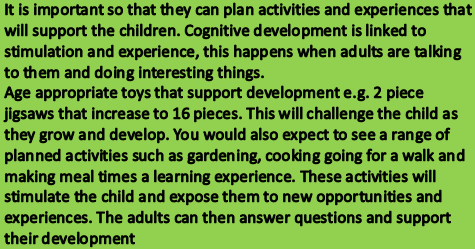 It is important so that they can plan activities and experiences that
will support the children. Cognitive development is linked to
stimulation and experience, this happens when adults are talking
to them and doing interesting things.
Age appropriate toys that support development e.g. 2 piece
jigsaws that increase to 16 pieces. This will challenge the child as
they grow and develop. You would also expect to see a range of
planned activities such as gardening, cooking going for a walk and
making meal times a learning experience. These activities will
stimulate the child and expose them to new opportunities and
experiences. The adults can then answer questions and support
their development